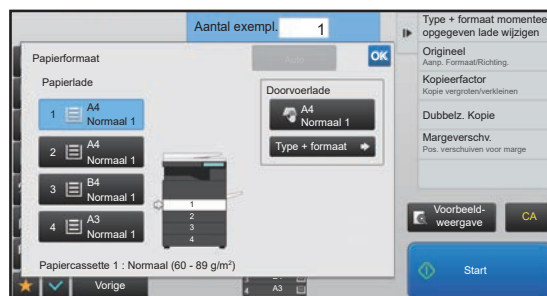 Aantal exempl. 1
Papierformaat
Auto
OK
Papierlade
1 A4
Normaal 1
2 A4
Normaal 1
3 B4
Normaal 1
4 A3
Normaal 1
1
2
3
4
Doorvoerlade
A4
Normaal 1
Type + formaat
Papiercassette 1 : Normaal (60 - 89 g/m²)
Vorige
4 A3
Type + formaat momentee
opgegeven lade wijzigen
Origineel
Aanp. Formaat/Richting.
Kopieerfactor
Kopie vergroten/verkleinen
Dubbelz. Kopie
Margeverschv.
Pos. verschuiven voor marge
Voorbeeld-
weergave
CA
Start